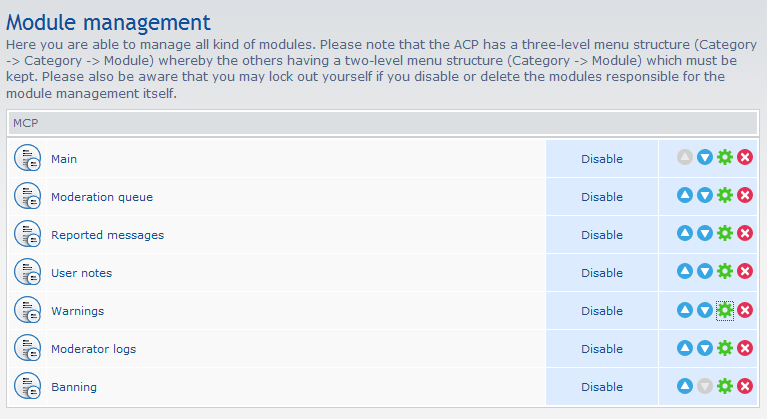 Module management
Here you are able to manage all kind of modules. Please note that the ACP has a three-level menu structure (Category
-> Category -> Module) whereby the others having a two-level menu structure (Category -> Module) which must be
kept. Please also be aware that you may lock out yourself if you disable or delete the modules responsible for the
module management itself.
MCP
Main Disable
Moderation queue Disable
Reported messages Disable
User notes Disable
Warnings Disable
Moderator logs Disable
Banning Disable